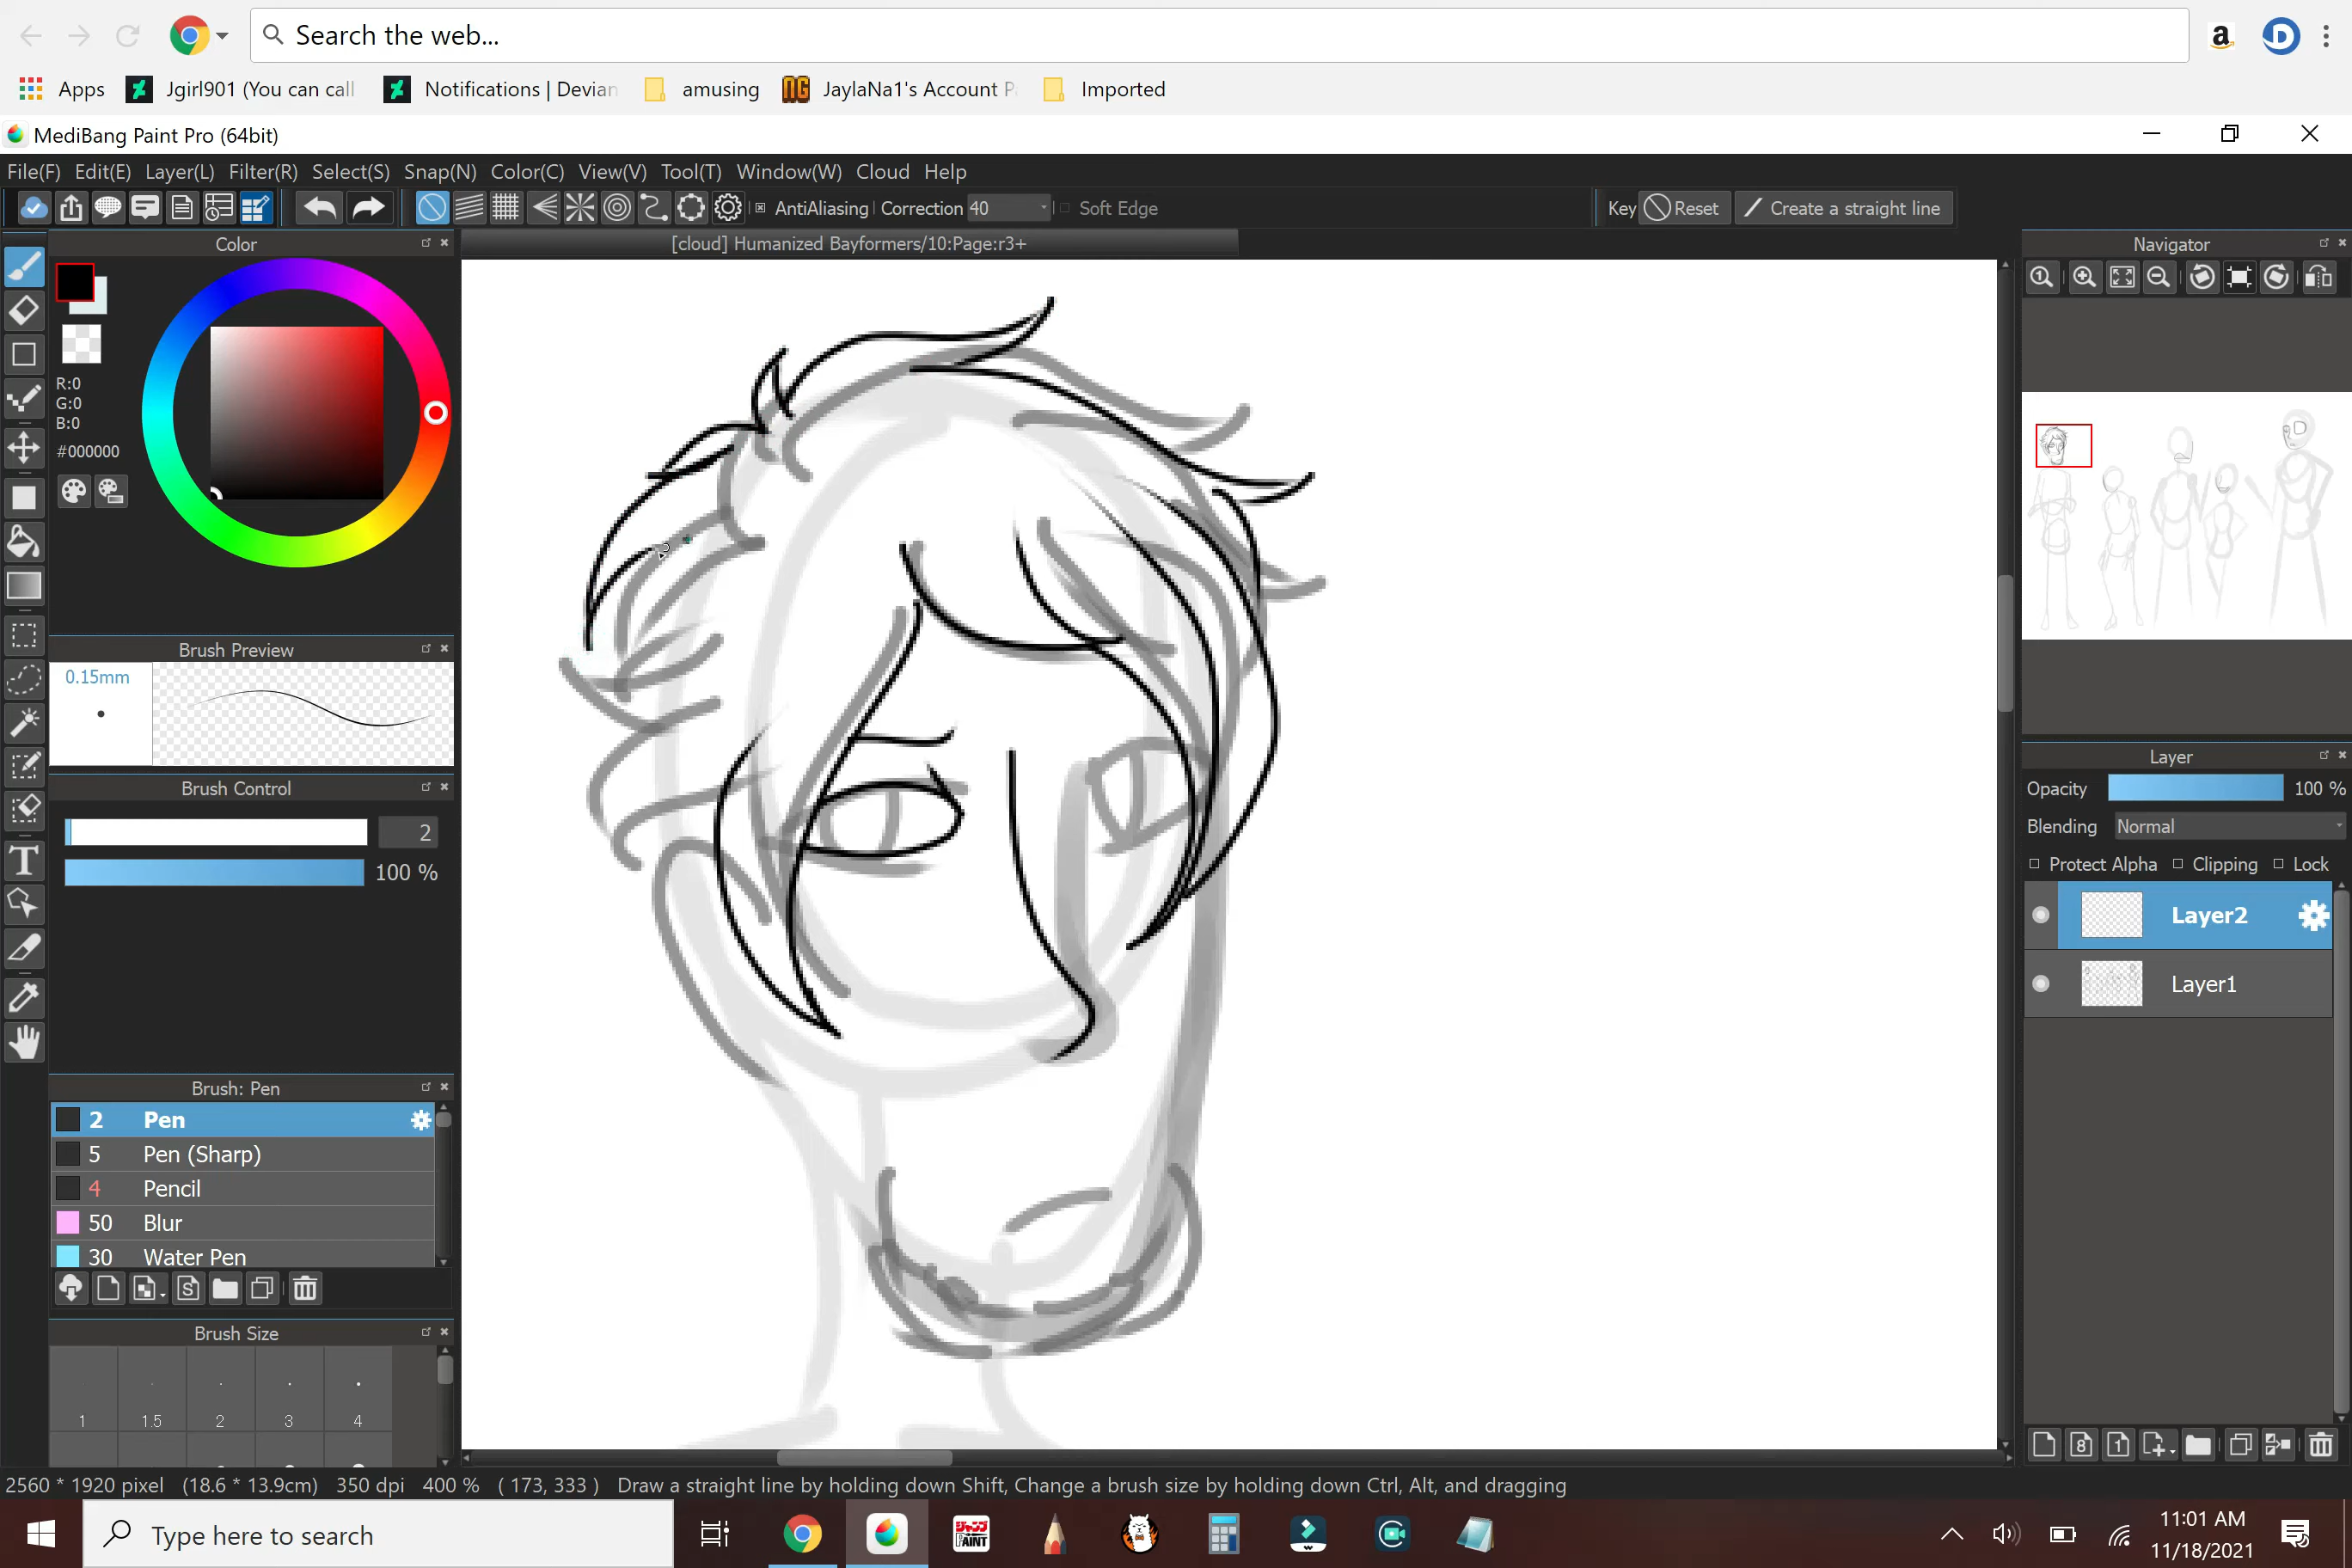 Search the web...
Apps
Jgirl901 (You can call
Notifications | Devian
amusing
JaylaNa1's Account P
Imported
MediBang Paint Pro (64bit)
File(F) Edit(E) Layer(L) Filter(R) Select(S) Snap(N) Color(C) View(V) Tool(T) Window(W) Cloud Help
AntiAliasing Correction 40 Soft Edge Key Reset Create a straight line
Color
[cloud] Humanized Bayformers/10:Page:r3+
Navigator
R:0
G:0
B:0
#000000
Brush Preview
0.15mm
Brush Control
2
100 %
Layer
Opacity 100 %
Blending Normal
Protect Alpha Clipping Lock
Layer2
Layer1
Brush: Pen
2 Pen
5 Pen (Sharp)
4 Pencil
50 Blur
30 Water Pen
Brush Size
1 1.5 2 3 4
2560 * 1920 pixel (18.6 * 13.9cm) 350 dpi 400 % ( 173, 333 ) Draw a straight line by holding down Shift, Change a brush size by holding down Ctrl, Alt, and dragging
Type here to search
ジャンプ
PAINT
11:01 AM
11/18/2021